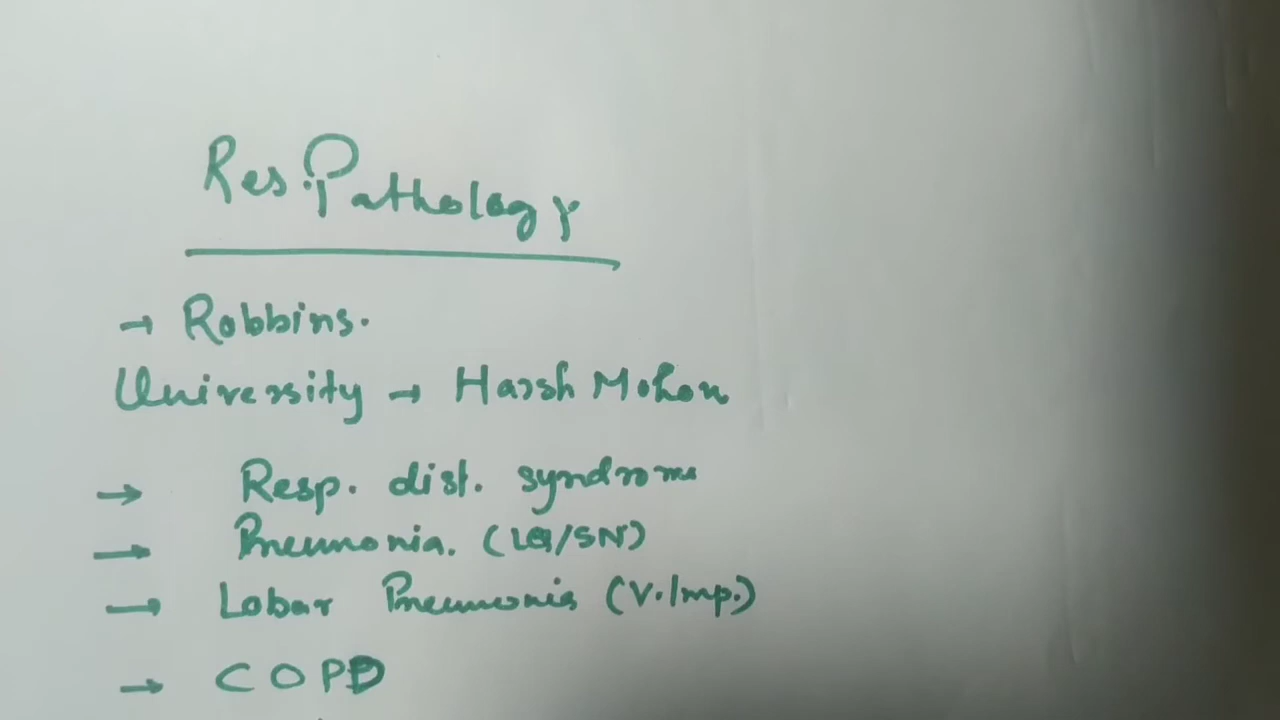 Res. Pathology
→ Robbins.
University → Harsh Mohan
→ Resp. dist. syndrome
→ Pneumonia. (LQ/SN)
→ Lobar Pneumonia (V.Imp.)
→ COPD